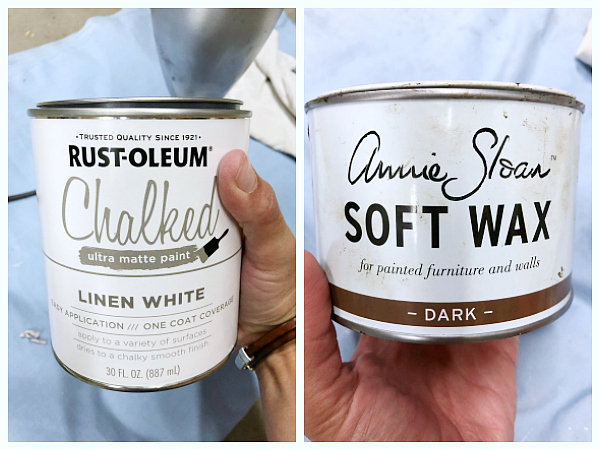 •TRUSTED QUALITY SINCE 1921•
RUST-OLEUM®
Chalked
ultra matte paint
LINEN WHITE
EASY APPLICATION /// ONE COAT COVERAGE
apply to a variety of surfaces
dries to a chalky smooth finish
30 FL. OZ. (887 mL)
Annie Sloan™
SOFT WAX
for painted furniture and walls
– DARK –